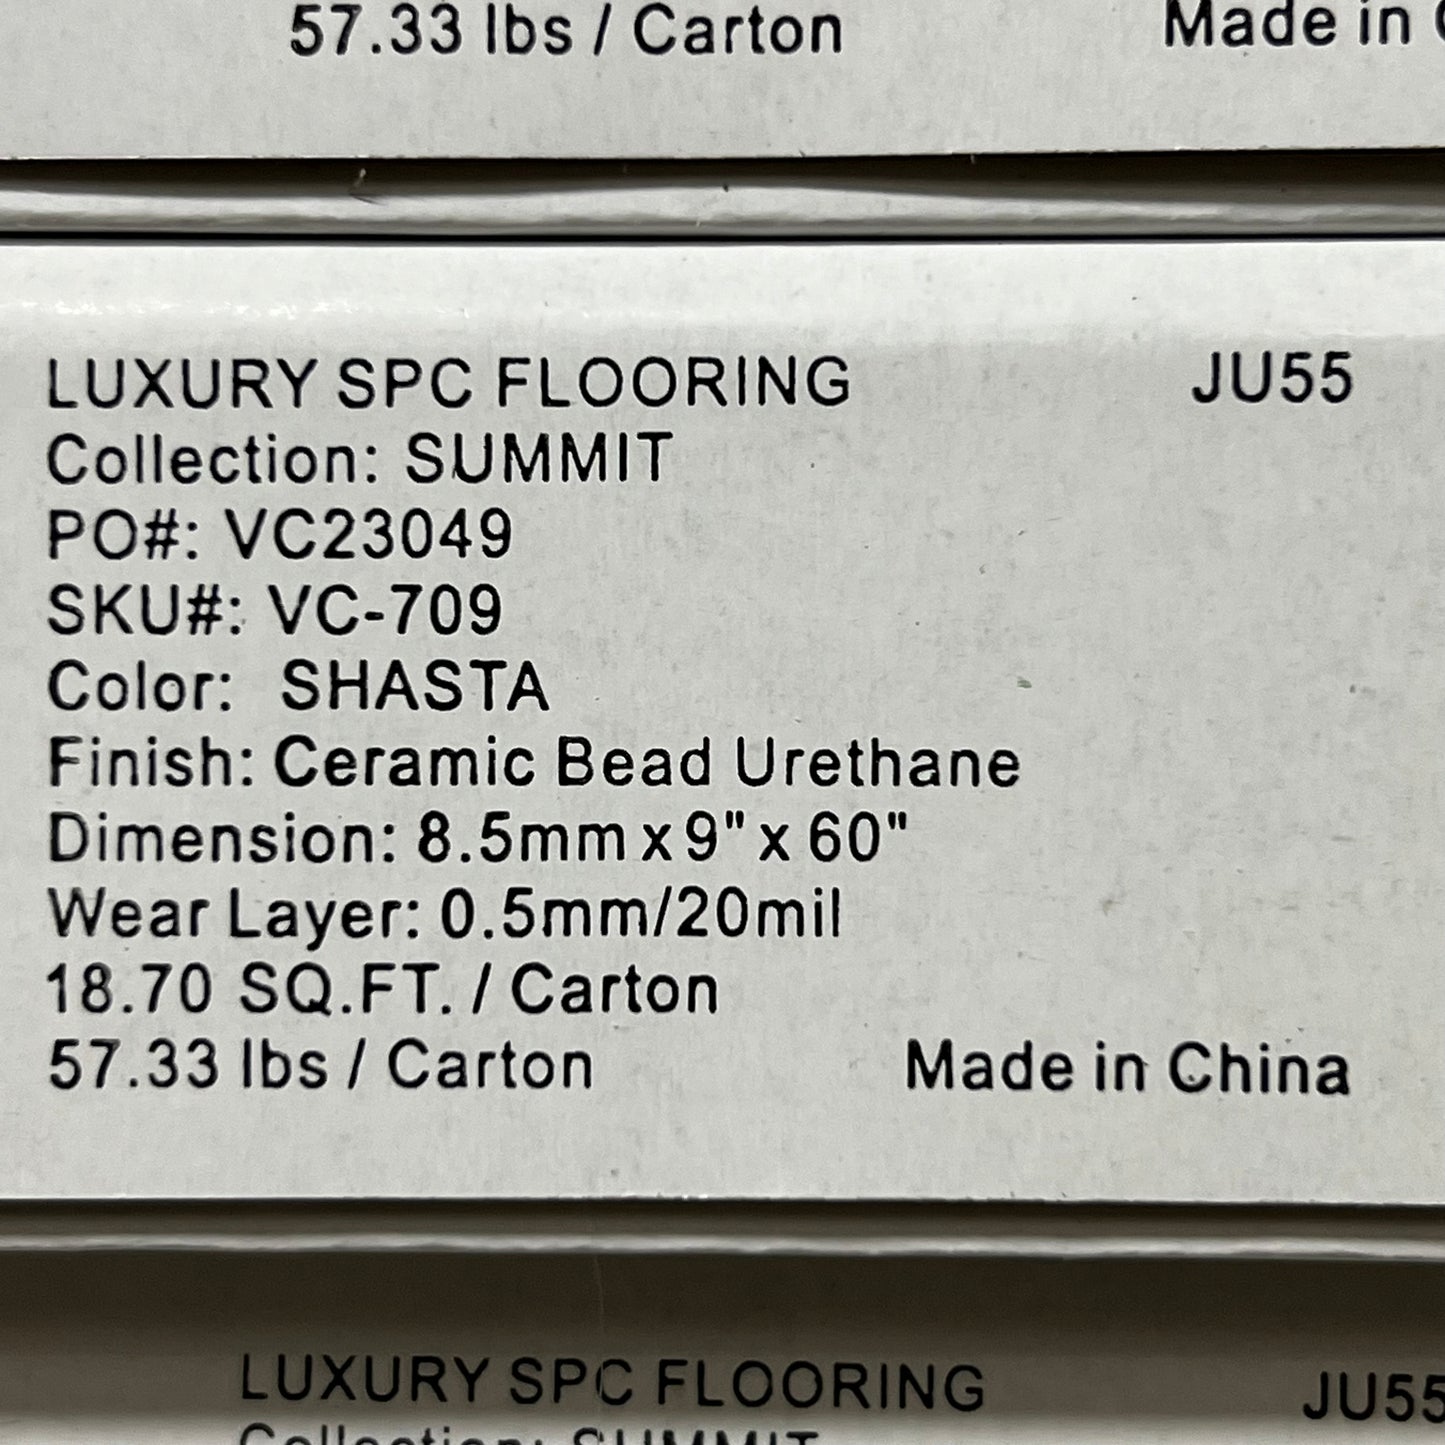 57.33 lbs / Carton Made in
LUXURY SPC FLOORING JU55
Collection: SUMMIT
PO#: VC23049
SKU#: VC-709
Color: SHASTA
Finish: Ceramic Bead Urethane
Dimension: 8.5mm x 9" x 60"
Wear Layer: 0.5mm/20mil
18.70 SQ.FT. / Carton
57.33 lbs / Carton Made in China
LUXURY SPC FLOORING JU55
Collection: SUMMIT